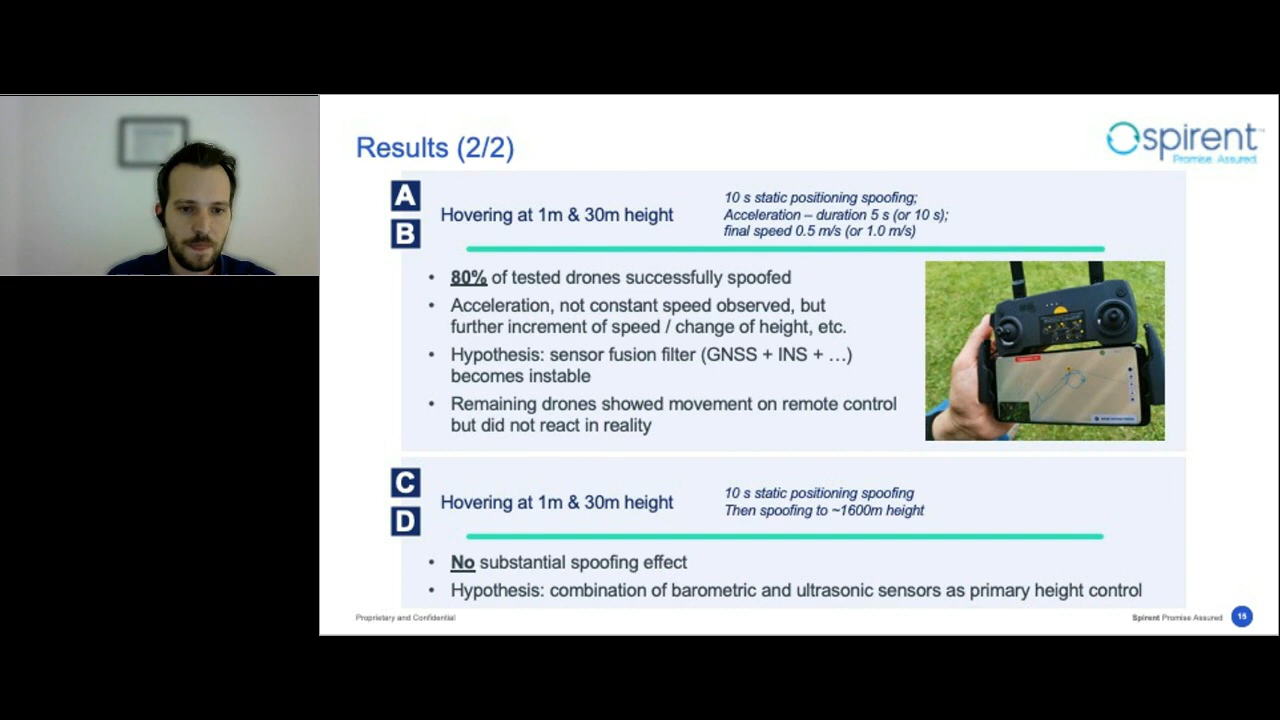 Results (2/2)
spirent™
Promise. Assured.
A
B
Hovering at 1m & 30m height
10 s static positioning spoofing;
Acceleration – duration 5 s (or 10 s);
final speed 0.5 m/s (or 1.0 m/s)
• 80% of tested drones successfully spoofed
• Acceleration, not constant speed observed, but
further increment of speed / change of height, etc.
• Hypothesis: sensor fusion filter (GNSS + INS + …)
becomes instable
• Remaining drones showed movement on remote control
but did not react in reality
C
D
Hovering at 1m & 30m height
10 s static positioning spoofing
Then spoofing to ~1600m height
• No substantial spoofing effect
• Hypothesis: combination of barometric and ultrasonic sensors as primary height control
Proprietary and Confidential
Spirent Promise Assured
15